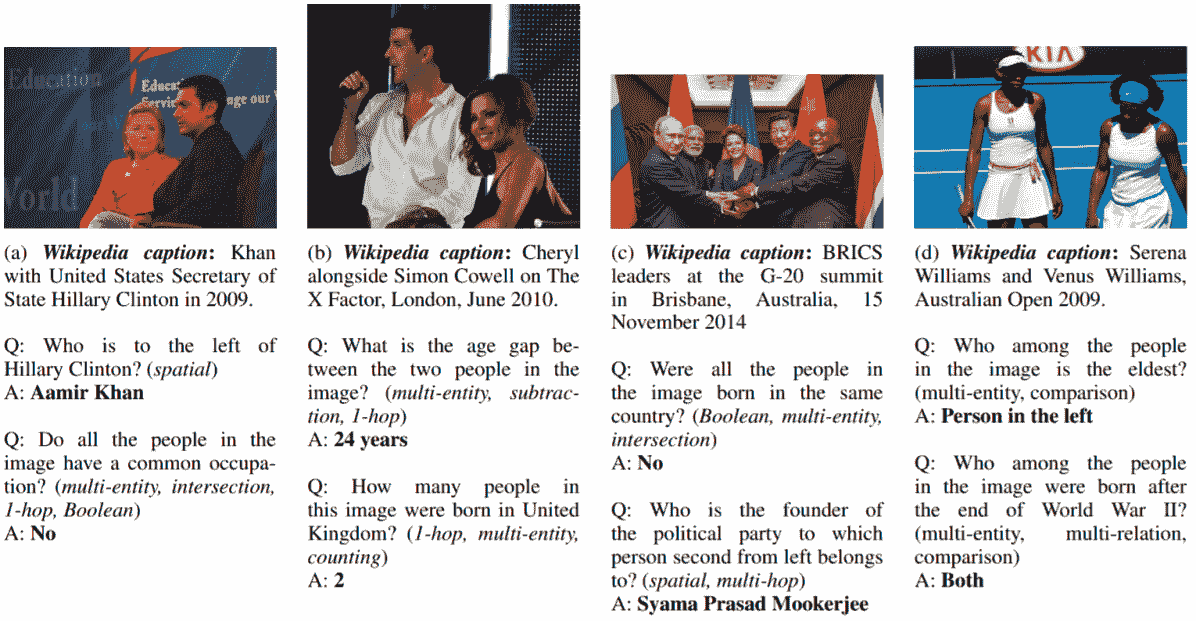 Education
World
Educa
Servic
age our
KIA
(a) Wikipedia caption: Khan
with United States Secretary of
State Hillary Clinton in 2009.
Q: Who is to the left of
Hillary Clinton? (spatial)
A: Aamir Khan
Q: Do all the people in the
image have a common occupa-
tion? (multi-entity, intersection,
1-hop, Boolean)
A: No
(b) Wikipedia caption: Cheryl
alongside Simon Cowell on The
X Factor, London, June 2010.
Q: What is the age gap be-
tween the two people in the
image? (multi-entity, subtrac-
tion, 1-hop)
A: 24 years
Q: How many people in
this image were born in United
Kingdom? (1-hop, multi-entity,
counting)
A: 2
(c) Wikipedia caption: BRICS
leaders at the G-20 summit
in Brisbane, Australia, 15
November 2014
Q: Were all the people in
the image born in the same
country? (Boolean, multi-entity,
intersection)
A: No
Q: Who is the founder of
the political party to which
person second from left belongs
to? (spatial, multi-hop)
A: Syama Prasad Mookerjee
(d) Wikipedia caption: Serena
Williams and Venus Williams,
Australian Open 2009.
Q: Who among the people
in the image is the eldest?
(multi-entity, comparison)
A: Person in the left
Q: Who among the people
in the image were born after
the end of World War II?
(multi-entity, multi-relation,
comparison)
A: Both